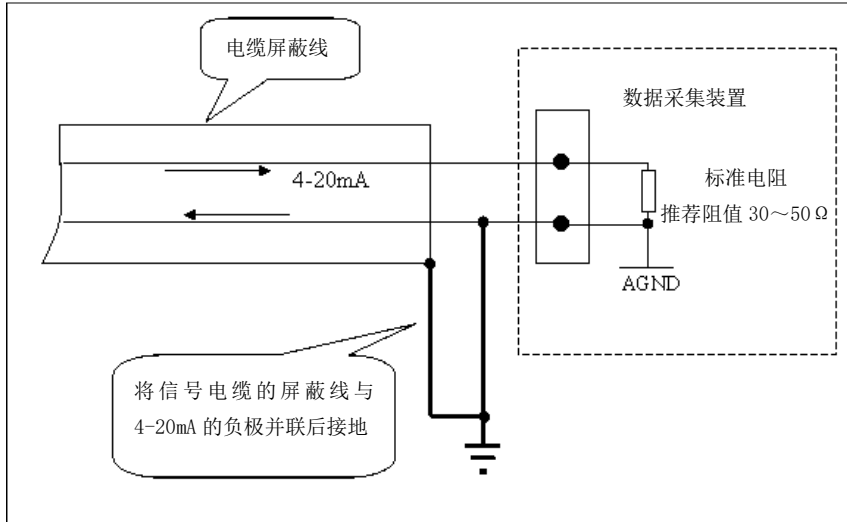 电缆屏蔽线
数据采集装置
4-20mA
标准电阻
推荐阻值 30～50Ω
AGND
将信号电缆的屏蔽线与
4-20mA 的负极并联后接地